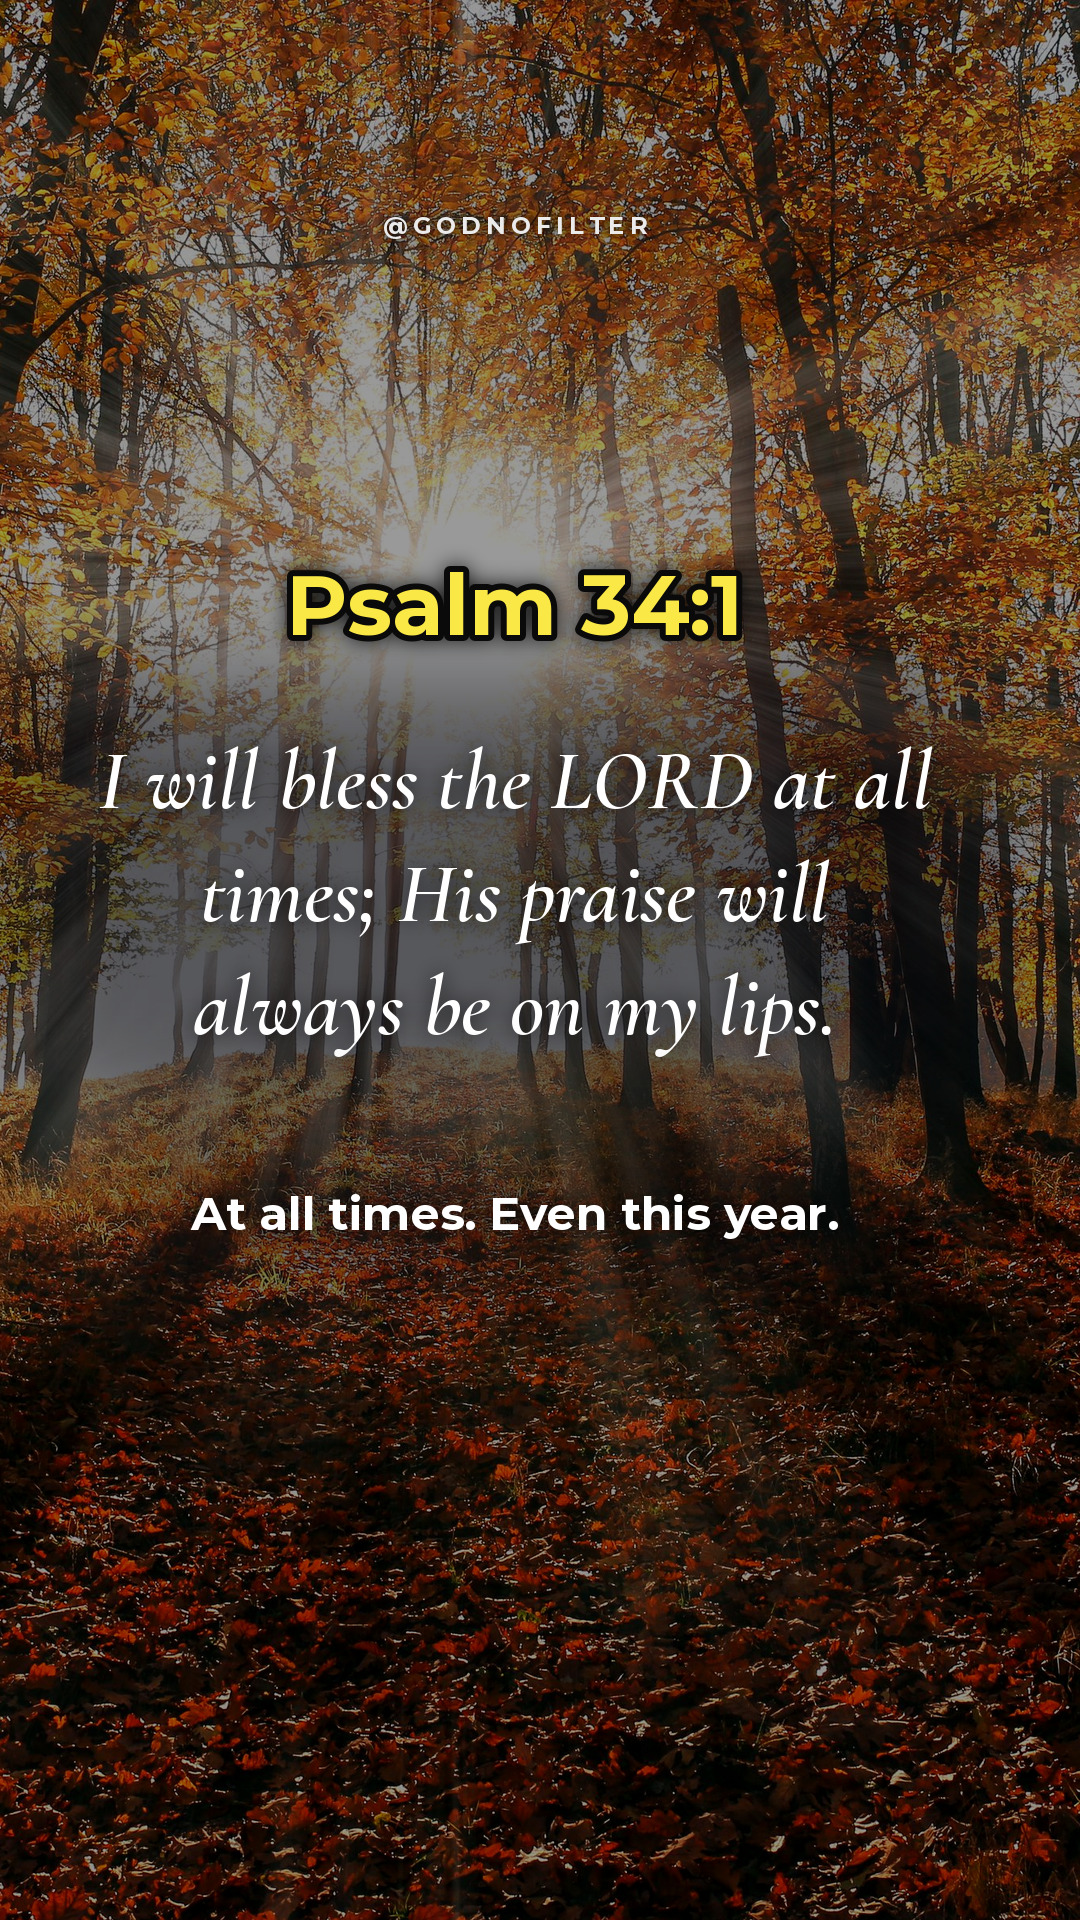 @GODNOFILTER
Psalm 34:1
I will bless the LORD at all
times; His praise will
always be on my lips.
At all times. Even this year.